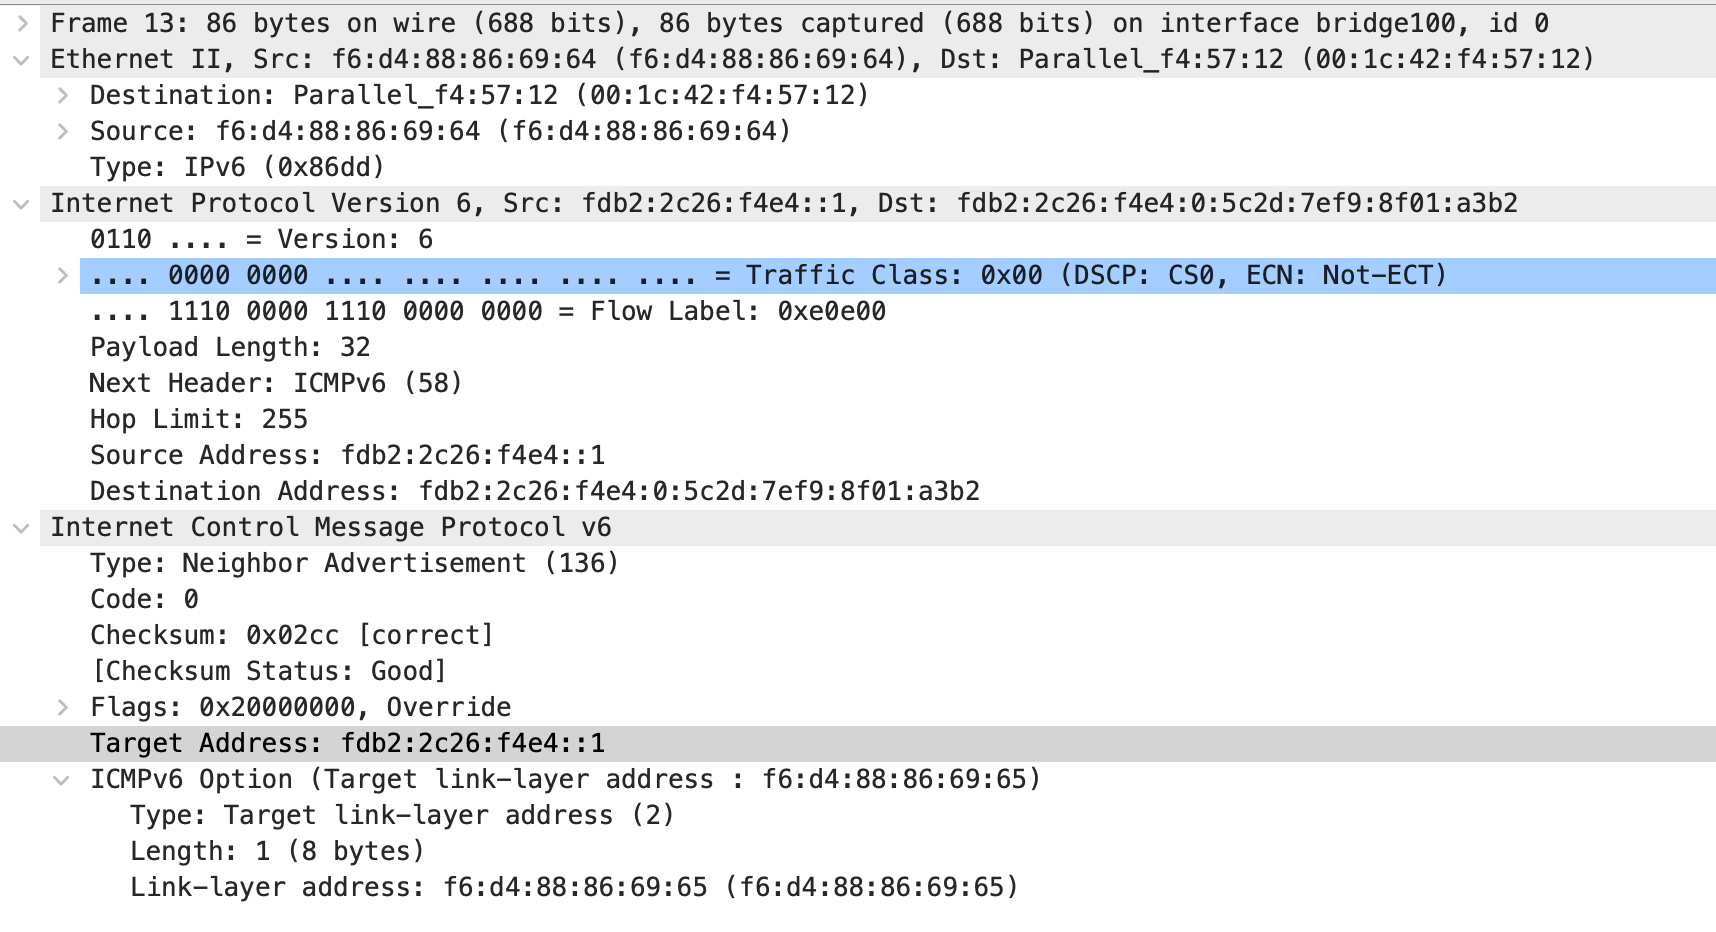 Frame 13: 86 bytes on wire (688 bits), 86 bytes captured (688 bits) on interface bridge100, id 0
Ethernet II, Src: f6:d4:88:86:69:64 (f6:d4:88:86:69:64), Dst: Parallel_f4:57:12 (00:1c:42:f4:57:12)
Destination: Parallel_f4:57:12 (00:1c:42:f4:57:12)
Source: f6:d4:88:86:69:64 (f6:d4:88:86:69:64)
Type: IPv6 (0x86dd)
Internet Protocol Version 6, Src: fdb2:2c26:f4e4::1, Dst: fdb2:2c26:f4e4:0:5c2d:7ef9:8f01:a3b2
0110 .... = Version: 6
.... 0000 0000 .... .... .... .... .... = Traffic Class: 0x00 (DSCP: CS0, ECN: Not-ECT)
.... 1110 0000 1110 0000 0000 = Flow Label: 0xe0e00
Payload Length: 32
Next Header: ICMPv6 (58)
Hop Limit: 255
Source Address: fdb2:2c26:f4e4::1
Destination Address: fdb2:2c26:f4e4:0:5c2d:7ef9:8f01:a3b2
Internet Control Message Protocol v6
Type: Neighbor Advertisement (136)
Code: 0
Checksum: 0x02cc [correct]
[Checksum Status: Good]
Flags: 0x20000000, Override
Target Address: fdb2:2c26:f4e4::1
ICMPv6 Option (Target link-layer address : f6:d4:88:86:69:65)
Type: Target link-layer address (2)
Length: 1 (8 bytes)
Link-layer address: f6:d4:88:86:69:65 (f6:d4:88:86:69:65)